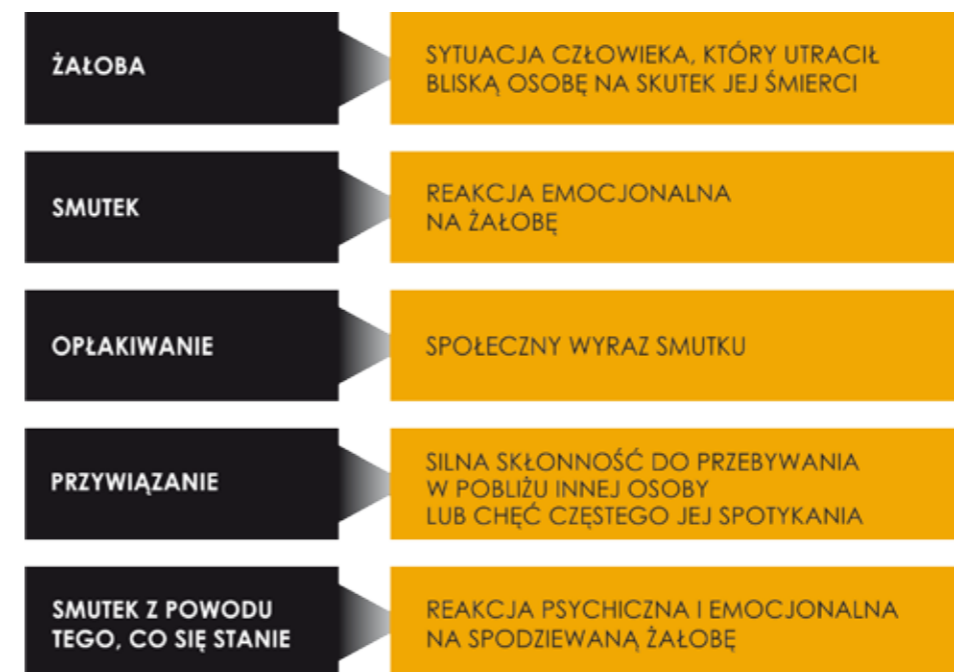 ŻAŁOBA
SYTUACJA CZŁOWIEKA, KTÓRY UTRACIŁ
BLISKĄ OSOBĘ NA SKUTEK JEJ ŚMIERCI
SMUTEK
REAKCJA EMOCJONALNA
NA ŻAŁOBĘ
OPŁAKIWANIE
SPOŁECZNY WYRAZ SMUTKU
PRZYWIĄZANIE
SILNA SKŁONNOŚĆ DO PRZEBYWANIA
W POBLIŻU INNEJ OSOBY
LUB CHĘĆ CZĘSTEGO JEJ SPOTYKANIA
SMUTEK Z POWODU
TEGO, CO SIĘ STANIE
REAKCJA PSYCHICZNA I EMOCJONALNA
NA SPODZIEWANĄ ŻAŁOBĘ